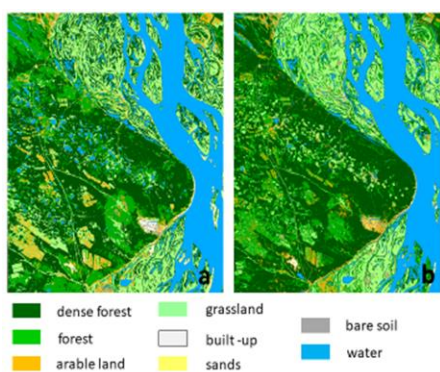 a b
dense forest grassland bare soil
forest built-up water
arable land sands